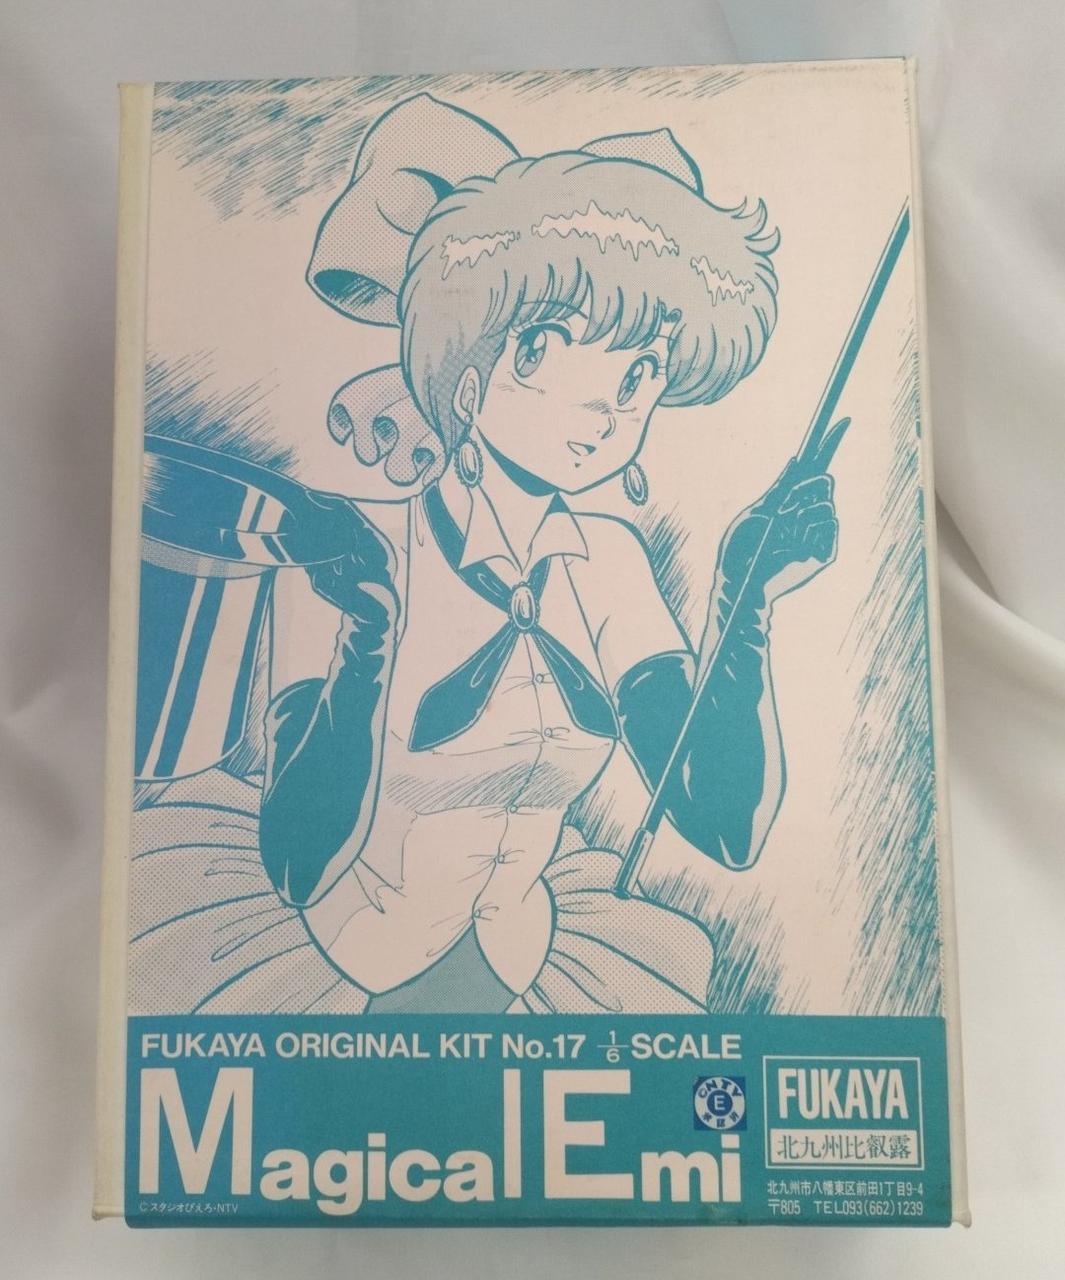 FUKAYA ORIGINAL KIT No.17 1/6 SCALE
Magical Emi
©NTV
E
FUKAYA
北九州比叡露
©スタジオぴえろ・NTV
北九州市八幡東区前田1丁目9-4
〒805 TEL093(662)1239